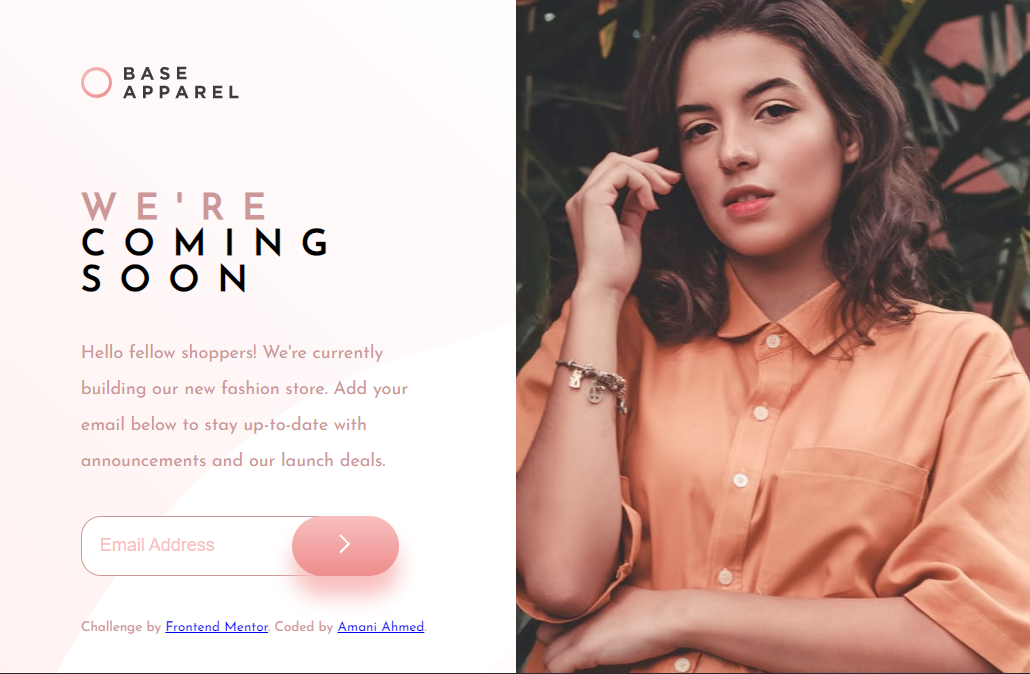 BASE
APPAREL
WE'RE
COMING
SOON
Hello fellow shoppers! We're currently
building our new fashion store. Add your
email below to stay up-to-date with
announcements and our launch deals.
Email Address
Challenge by Frontend Mentor. Coded by Amani Ahmed.